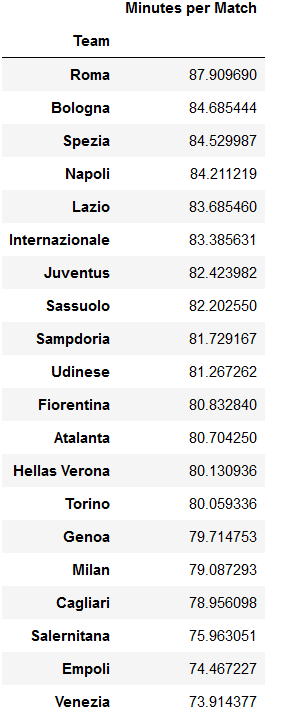 Minutes per Match
Team
Roma 87.909690
Bologna 84.685444
Spezia 84.529987
Napoli 84.211219
Lazio 83.685460
Internazionale 83.385631
Juventus 82.423982
Sassuolo 82.202550
Sampdoria 81.729167
Udinese 81.267262
Fiorentina 80.832840
Atalanta 80.704250
Hellas Verona 80.130936
Torino 80.059336
Genoa 79.714753
Milan 79.087293
Cagliari 78.956098
Salernitana 75.963051
Empoli 74.467227
Venezia 73.914377